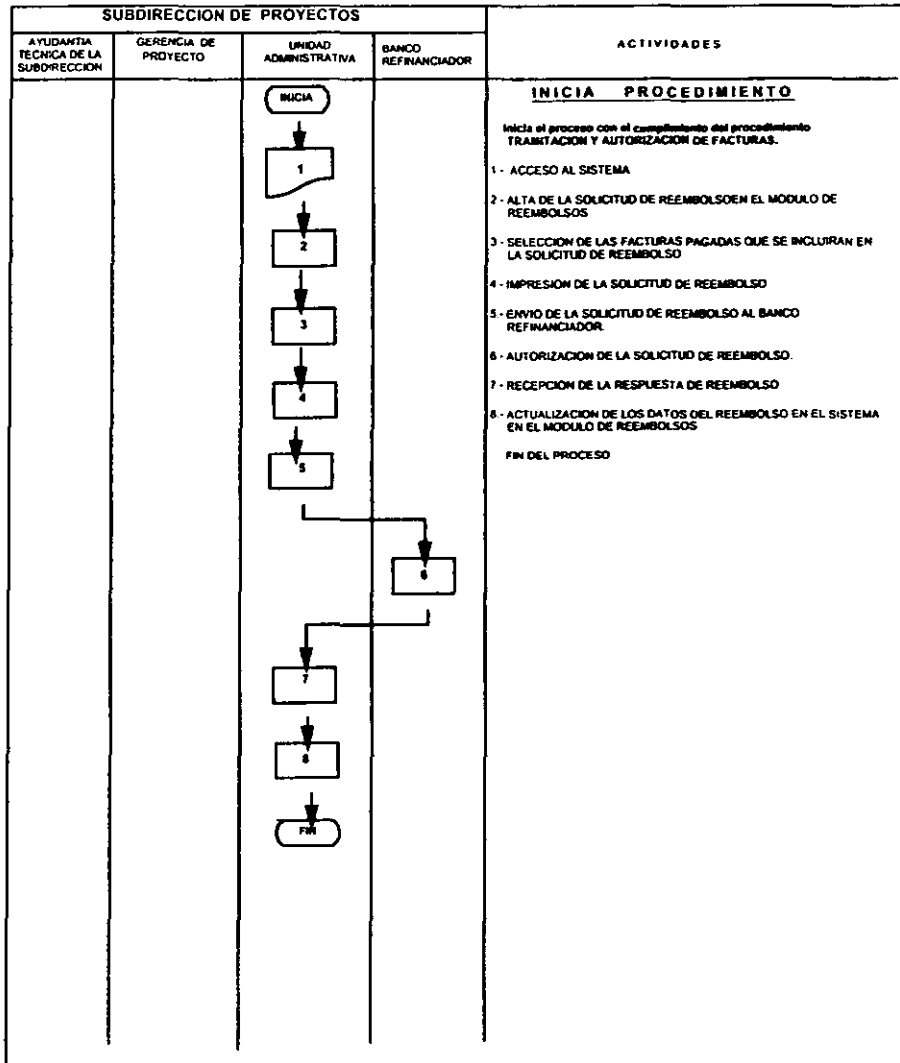 SUBDIRECCION DE PROYECTOS
AYUDANTIA
TECNICA DE LA
SUBDIRECCION
GERENCIA DE
PROYECTO
UNIDAD
ADMINISTRATIVA
BANCO
REFINANCIADOR
ACTIVIDADES
INICIA
1
2
3
4
5
6
7
8
FIN
INICIA PROCEDIMIENTO
Inicia el proceso con el cumplimiento del procedimiento
TRAMITACION Y AUTORIZACION DE FACTURAS.
1 - ACCESO AL SISTEMA
2 - ALTA DE LA SOLICITUD DE REEMBOLSOEN EL MODULO DE
REEMBOLSOS
3 - SELECCION DE LAS FACTURAS PAGADAS QUE SE INCLUIRAN EN
LA SOLICITUD DE REEMBOLSO
4 - IMPRESION DE LA SOLICITUD DE REEMBOLSO
5 - ENVIO DE LA SOLICITUD DE REEMBOLSO AL BANCO
REFINANCIADOR.
6 - AUTORIZACION DE LA SOLICITUD DE REEMBOLSO.
7 - RECEPCION DE LA RESPUESTA DE REEMBOLSO
8 - ACTUALIZACION DE LOS DATOS DEL REEMBOLSO EN EL SISTEMA
EN EL MODULO DE REEMBOLSOS
FIN DEL PROCESO